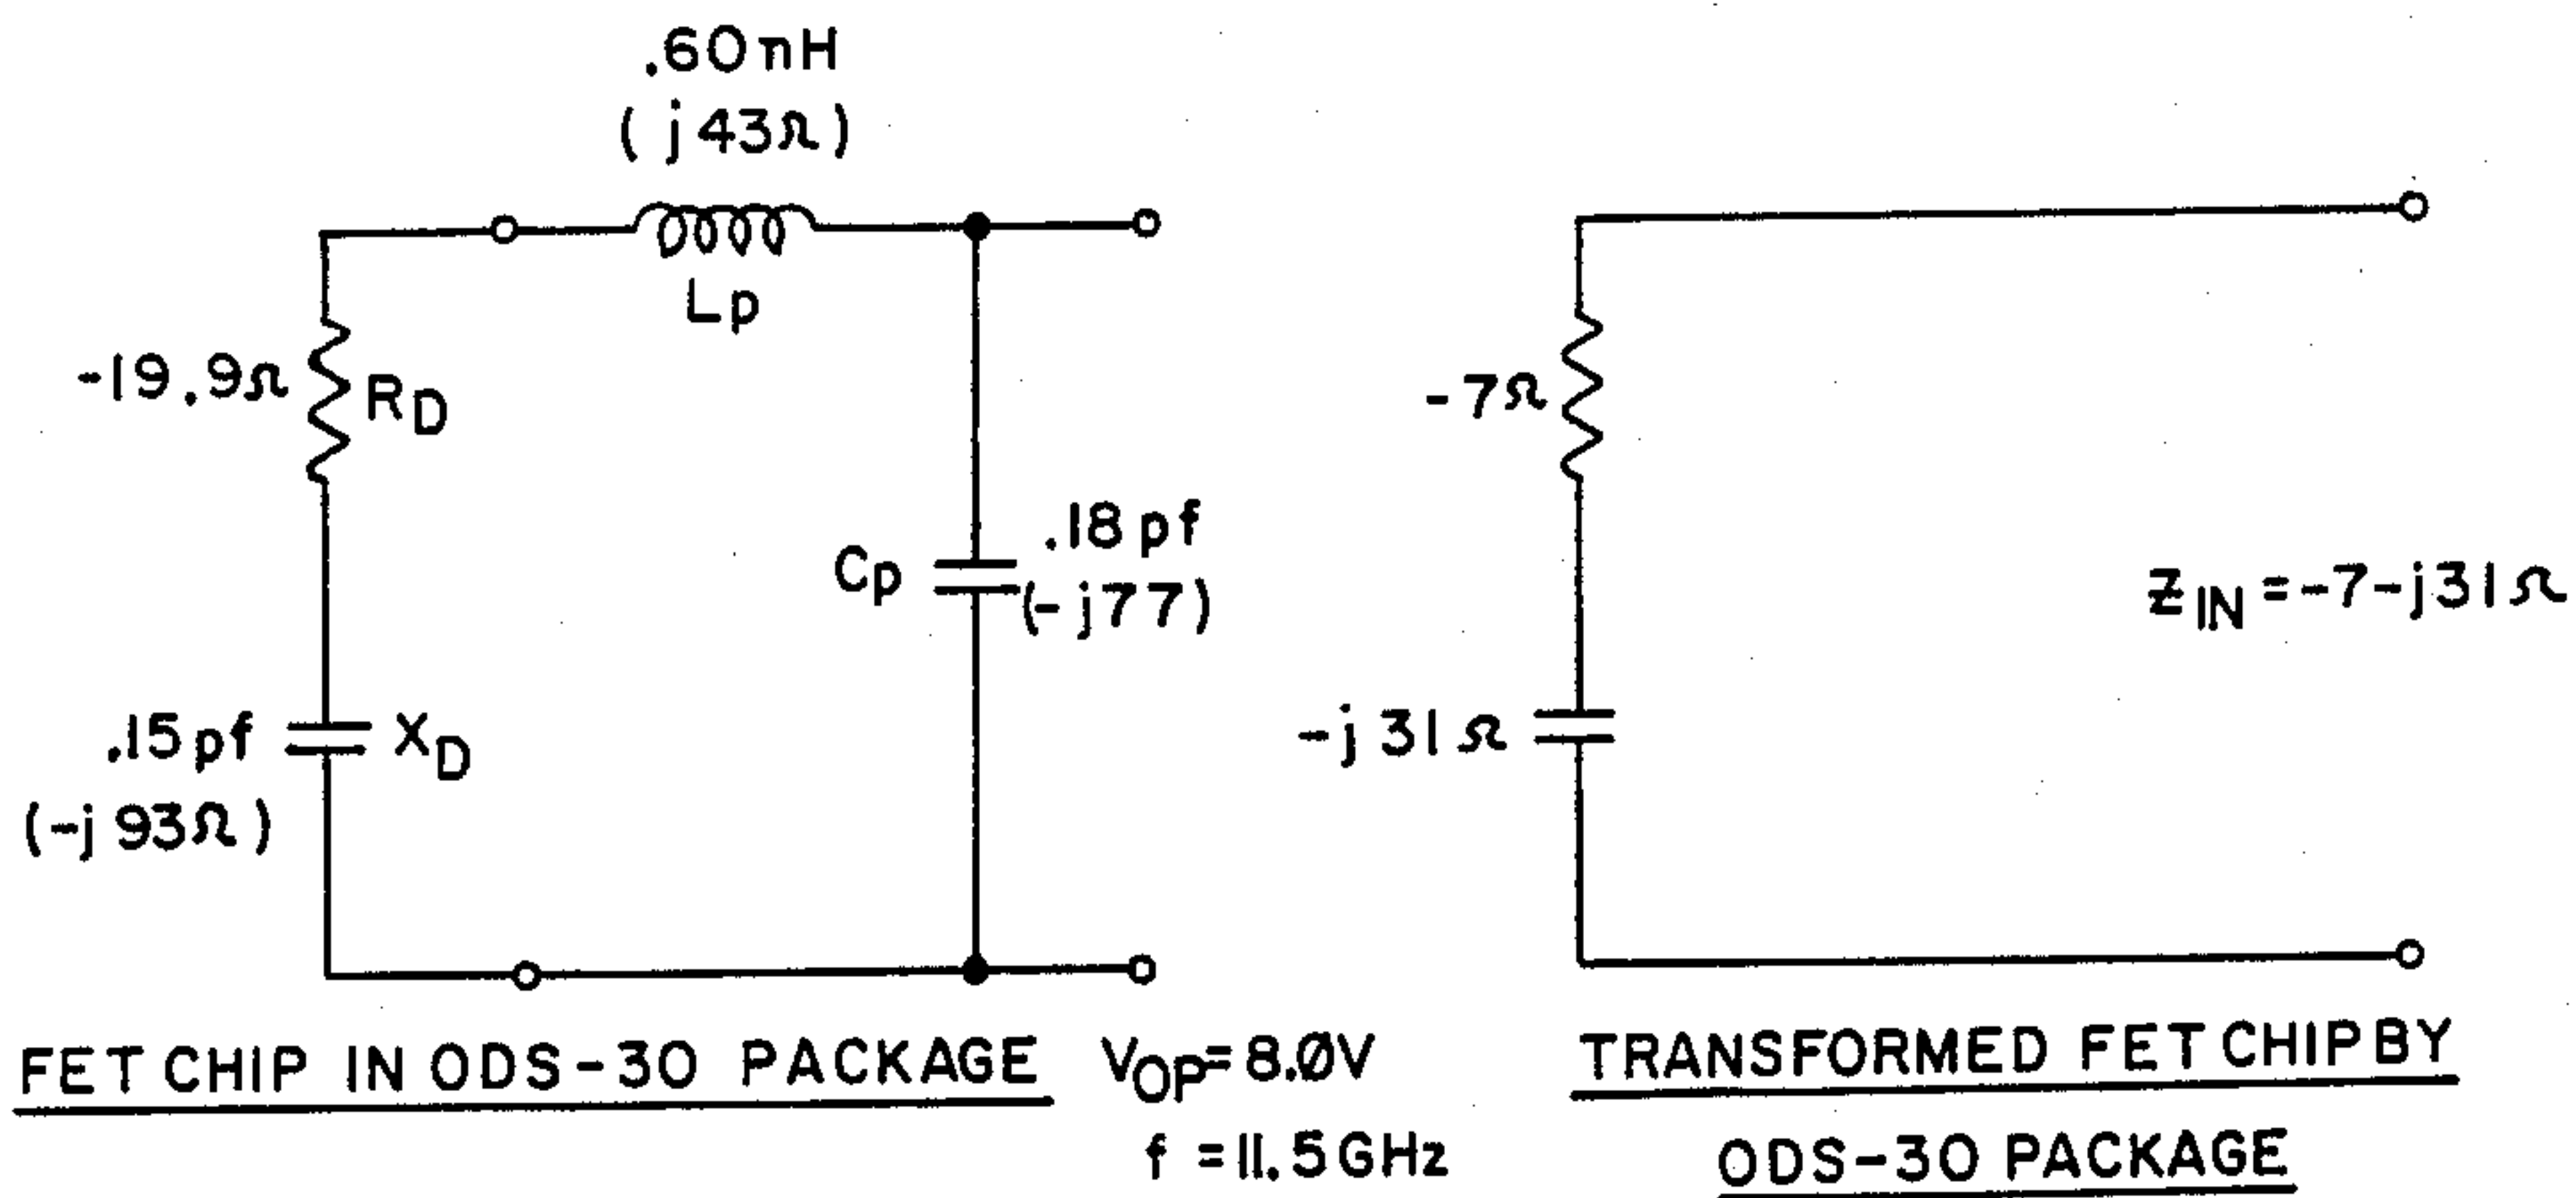 .60nH
(j43Ω)
Lp
-19.9Ω
RD
.18pf
Cp
(-j77)
.15pf
XD
(-j93Ω)
-7Ω
-j31Ω
ZIN=-7-j31Ω
FET CHIP IN ODS-30 PACKAGE
VOP=8.0V
f =11.5GHz
TRANSFORMED FET CHIP BY
ODS-30 PACKAGE